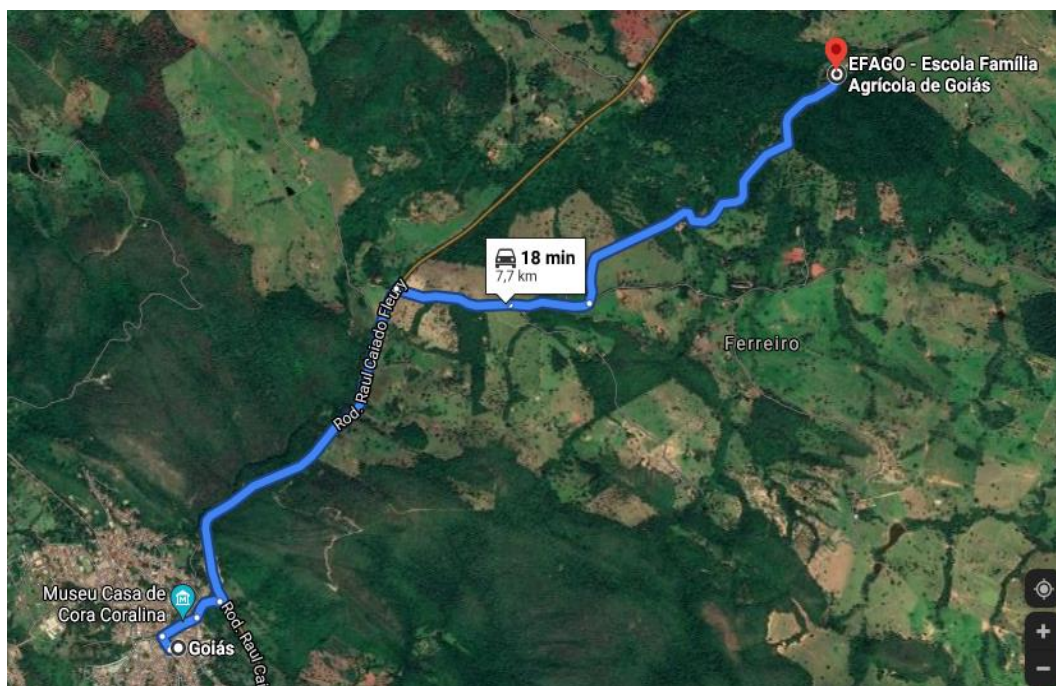 EFAGO - Escola Família
Agrícola de Goiás
18 min
7,7 km
Rod. Raul Caiado Fleury
Ferreiro
Museu Casa de
Cora Coralina
Goiás
Rod. Raul Cai